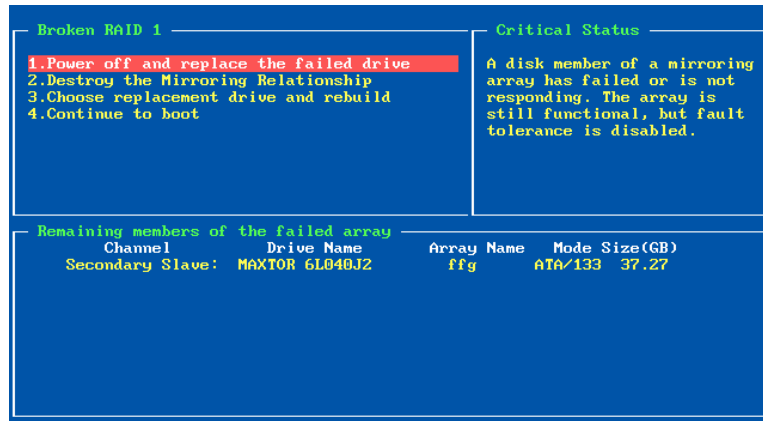 Broken RAID 1
1.Power off and replace the failed drive
2.Destroy the Mirroring Relationship
3.Choose replacement drive and rebuild
4.Continue to boot
Critical Status
A disk member of a mirroring
array has failed or is not
responding. The array is
still functional, but fault
tolerance is disabled.
Remaining members of the failed array
Channel Drive Name Array Name Mode Size(GB)
Secondary Slave: MAXTOR 6L040J2 ffg ATA/133 37.27